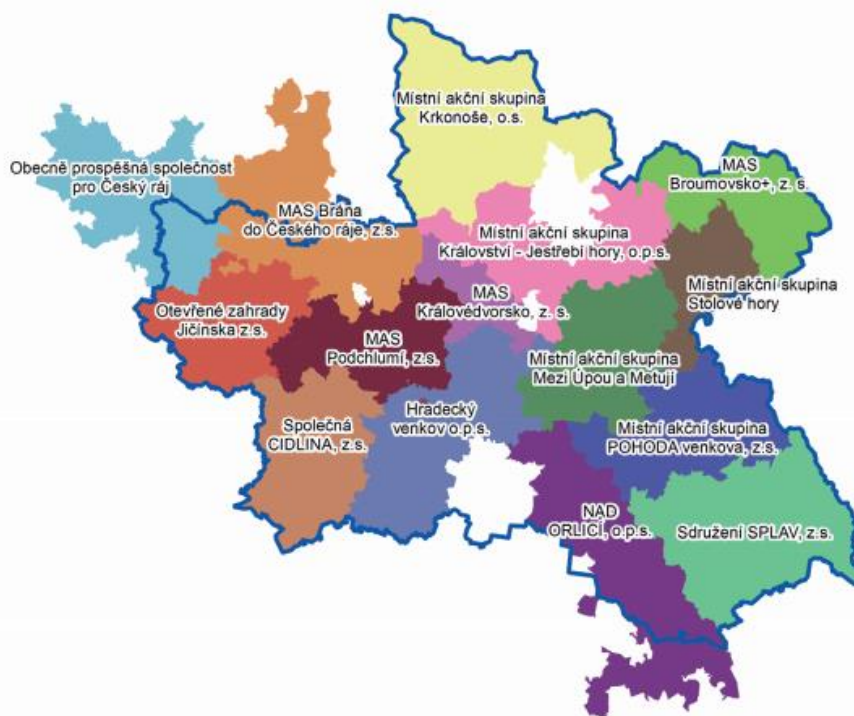 Místní akční skupina
Krkonoše, o.s.
Obecně prospěšná společnost
pro Český ráj
MAS
Broumovsko+, z. s.
MAS Brána
do Českého ráje, z.s.
Místní akční skupina
Království - Jestřebí hory, o.p.s.
Místní akční skupina
Stolové hory
Otevřené zahrady
Jičínska z.s.
MAS
Královédvorsko, z. s.
MAS
Podchlumí, z.s.
Místní akční skupina
Mezi Úpou a Metují
Společná
CIDLINA, z.s.
Hradecký
venkov o.p.s.
Místní akční skupina
POHODA venkova, z.s.
NAD
ORLICÍ, o.p.s.
Sdružení SPLAV, z.s.